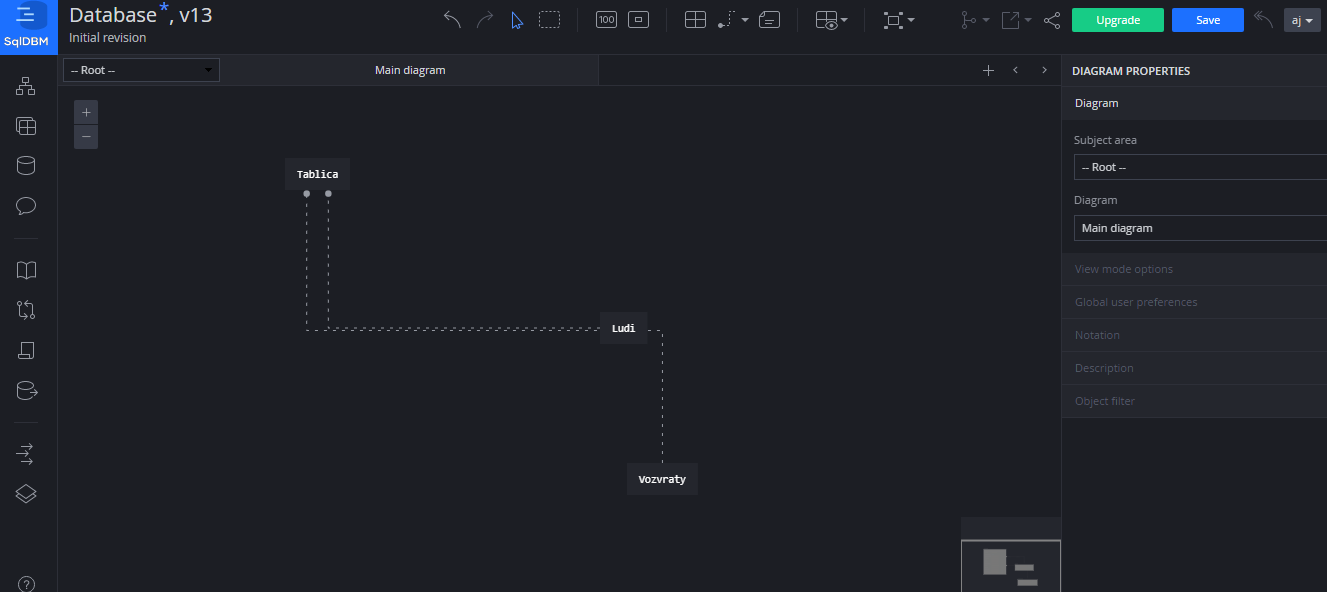 SqlDBM
Database*, v13
Initial revision
100
Upgrade
Save
aj
-- Root --
Main diagram
+
−
Tablica
Ludi
Vozvraty
DIAGRAM PROPERTIES
Diagram
Subject area
-- Root --
Diagram
Main diagram
View mode options
Global user preferences
Notation
Description
Object filter